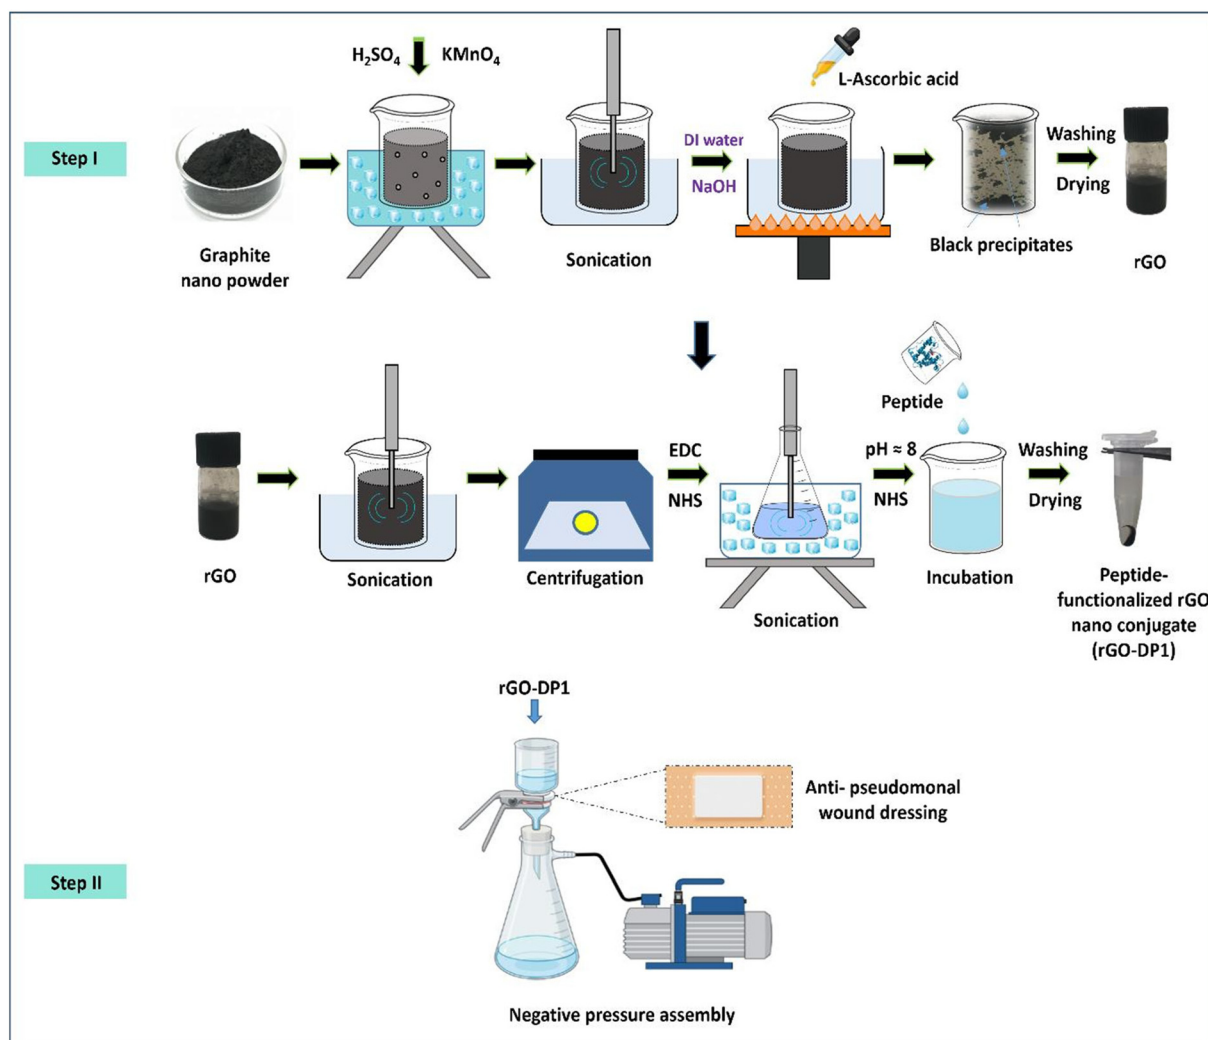 H₂SO₄ KMnO₄
L-Ascorbic acid
Step I
DI water
NaOH
Washing
Drying
Graphite
nano powder
Sonication
Black precipitates
rGO
Peptide
EDC
NHS
pH ≈ 8
NHS
Washing
Drying
rGO
Sonication
Centrifugation
Sonication
Incubation
Peptide-
functionalized rGO
nano conjugate
(rGO-DP1)
rGO-DP1
Anti- pseudomonal
wound dressing
Step II
Negative pressure assembly